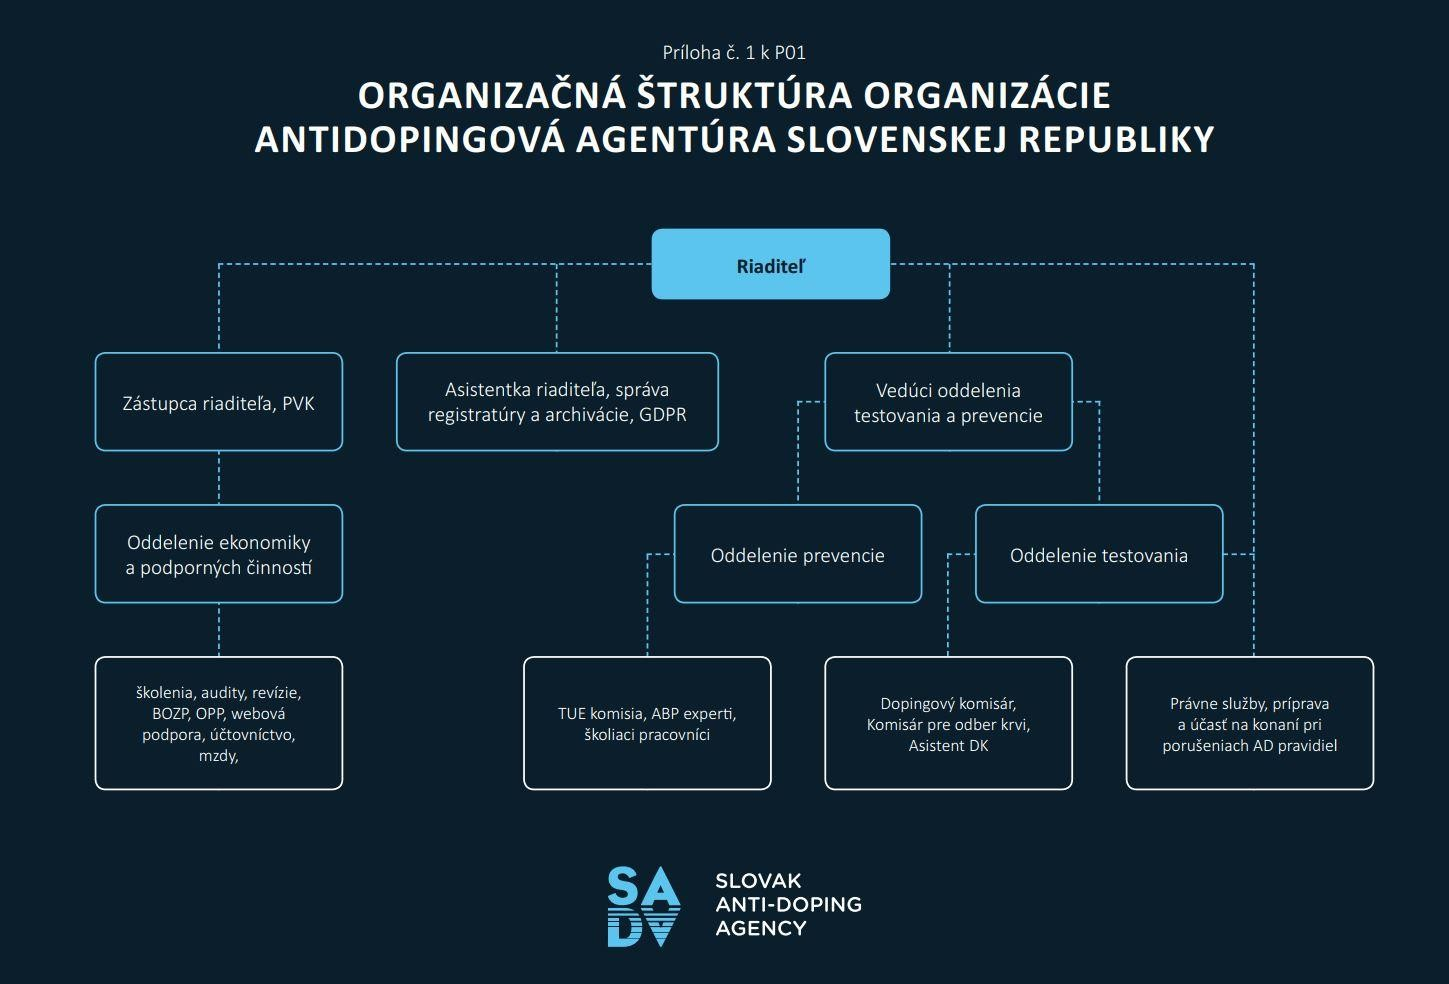 Príloha č. 1 k P01
ORGANIZAČNÁ ŠTRUKTÚRA ORGANIZÁCIE
ANTIDOPINGOVÁ AGENTÚRA SLOVENSKEJ REPUBLIKY
Riaditeľ
Zástupca riaditeľa, PVK
Asistentka riaditeľa, správa
registratúry a archivácie, GDPR
Vedúci oddelenia
testovania a prevencie
Oddelenie ekonomiky
a podporných činností
Oddelenie prevencie
Oddelenie testovania
školenia, audity, revízie,
BOZP, OPP, webová
podpora, účtovníctvo,
mzdy,
TUE komisia, ABP experti,
školiaci pracovníci
Dopingový komisár,
Komisár pre odber krvi,
Asistent DK
Právne služby, príprava
a účasť na konaní pri
porušeniach AD pravidiel
SA
DA
SLOVAK
ANTI-DOPING
AGENCY